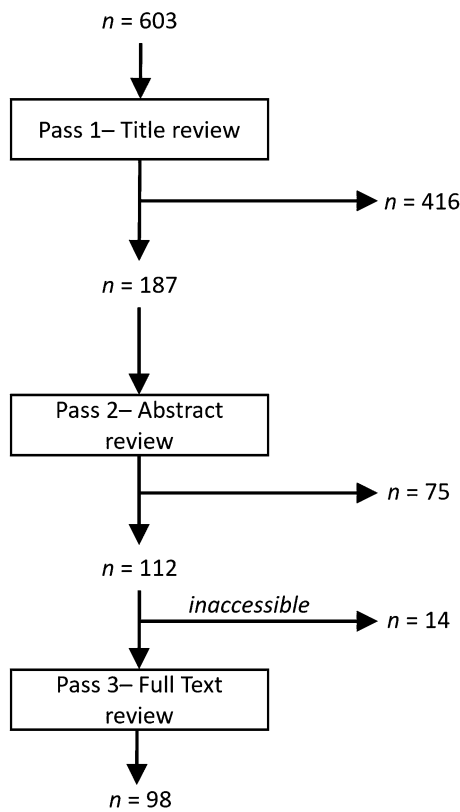 n = 603
Pass 1– Title review
n = 416
n = 187
Pass 2– Abstract
review
n = 75
n = 112
inaccessible
n = 14
Pass 3– Full Text
review
n = 98